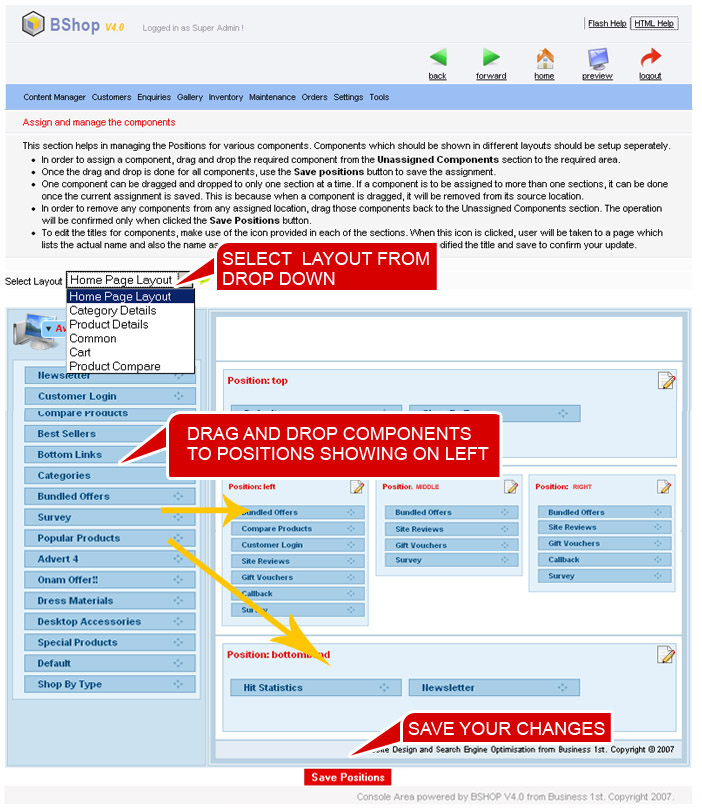 BShop V4.0 Logged in as Super Admin !
Flash Help HTML Help
back forward home preview logout
Content Manager Customers Enquiries Gallery Inventory Maintenance Orders Settings Tools
Assign and manage the components
This section helps in managing the Positions for various components. Components which should be shown in different layouts should be setup seperately.
• In order to assign a component, drag and drop the required component from the Unassigned Components section to the required area.
• Once the drag and drop is done for all components, use the Save positions button to save the assignment.
• One component can be dragged and dropped to only one section at a time. If a component is to be assigned to more than one sections, it can be done
once the current assignment is saved. This is because when a component is dragged, it will be removed from its source location.
• In order to remove any components from any assigned location, drag those components back to the Unassigned Components section. The operation
will be confirmed only when clicked the Save Positions button.
• To edit the titles for components, make use of the icon provided in each of the sections. When this icon is clicked, user will be taken to a page which
lists the actual name and also the name as dified the title and save to confirm your update.
SELECT LAYOUT FROM
DROP DOWN
Select Layout Home Page Layout
Home Page Layout
Category Details
Product Details
Common
Cart
Product Compare
Newsletter
Customer Login
Compare Products
Best Sellers
Bottom Links
Categories
Bundled Offers
Survey
Popular Products
Advert 4
Onam Offer!!
Dress Materials
Desktop Accessories
Special Products
Default
Shop By Type
Position: top
DRAG AND DROP COMPONENTS
TO POSITIONS SHOWING ON LEFT
Position: left
Bundled Offers
Compare Products
Customer Login
Site Reviews
Gift Vouchers
Callback
Survey
Position. MIDDLE
Bundled Offers
Site Reviews
Gift Vouchers
Survey
Position: RIGHT
Bundled Offers
Site Reviews
Gift Vouchers
Callback
Survey
Position: bottomband
Hit Statistics
Newsletter
SAVE YOUR CHANGES
Design and Search Engine Optimisation from Business 1st. Copyright © 2007
Save Positions
Console Area powered by BSHOP V4.0 from Business 1st. Copyright 2007.